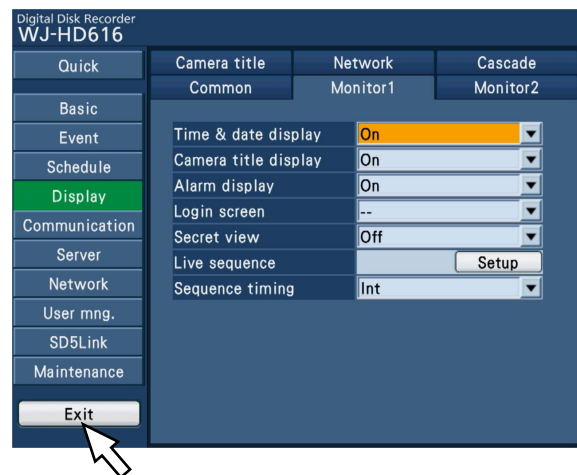 Digital Disk Recorder
WJ-HD616
Quick
Basic
Event
Schedule
Display
Communication
Server
Network
User mng.
SD5Link
Maintenance
Exit
Camera title Network Cascade
Common Monitor1 Monitor2
Time & date display On
Camera title display On
Alarm display On
Login screen --
Secret view Off
Live sequence Setup
Sequence timing Int